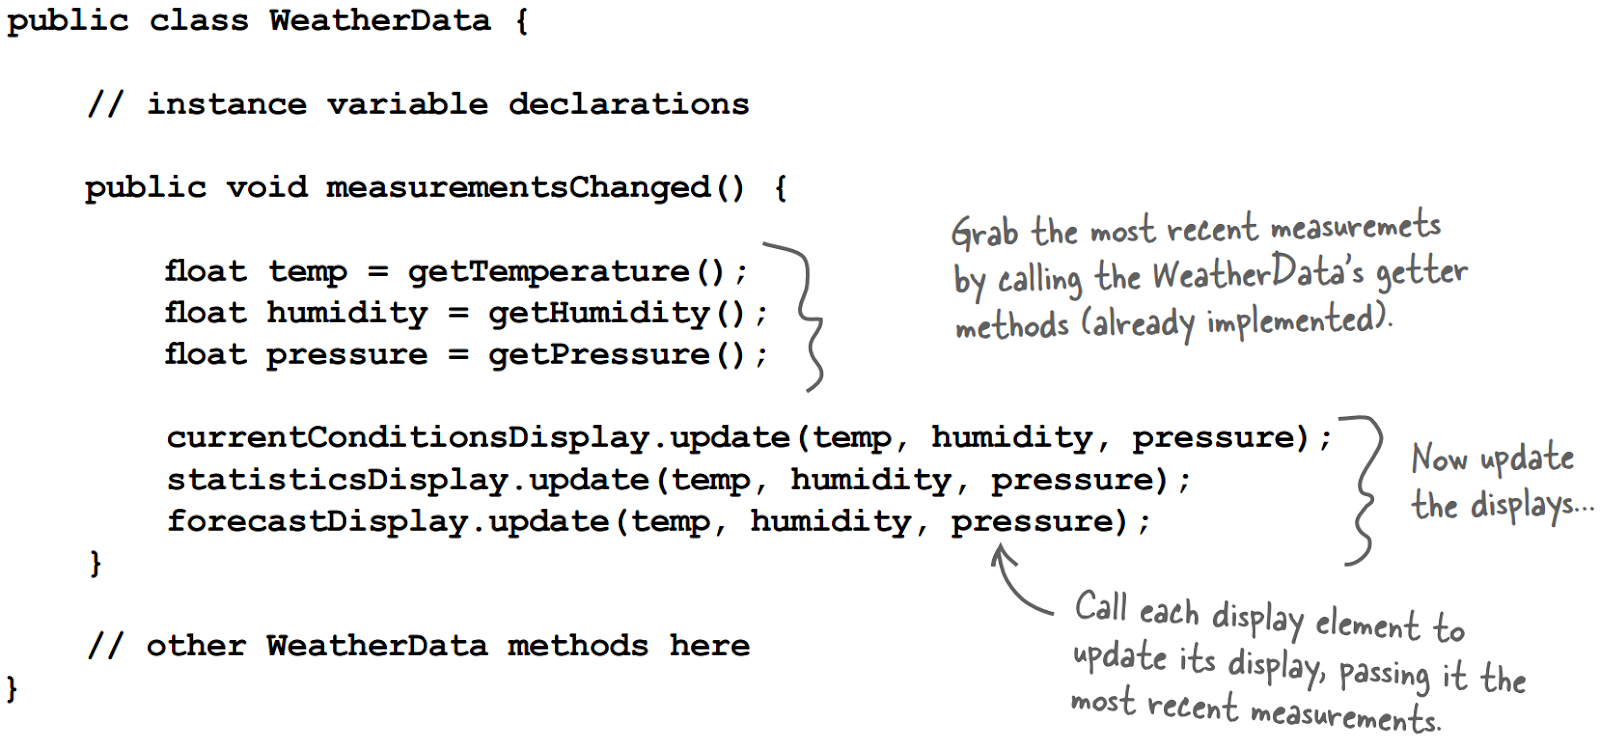 public class WeatherData {
// instance variable declarations
public void measurementsChanged() {
float temp = getTemperature();
float humidity = getHumidity();
float pressure = getPressure();
Grab the most recent measuremets
by calling the WeatherData's getter
methods (already implemented).
currentConditionsDisplay.update(temp, humidity, pressure);
statisticsDisplay.update(temp, humidity, pressure);
forecastDisplay.update(temp, humidity, pressure);
Now update
the displays...
}
Call each display element to
update its display, passing it the
most recent measurements.
// other WeatherData methods here
}